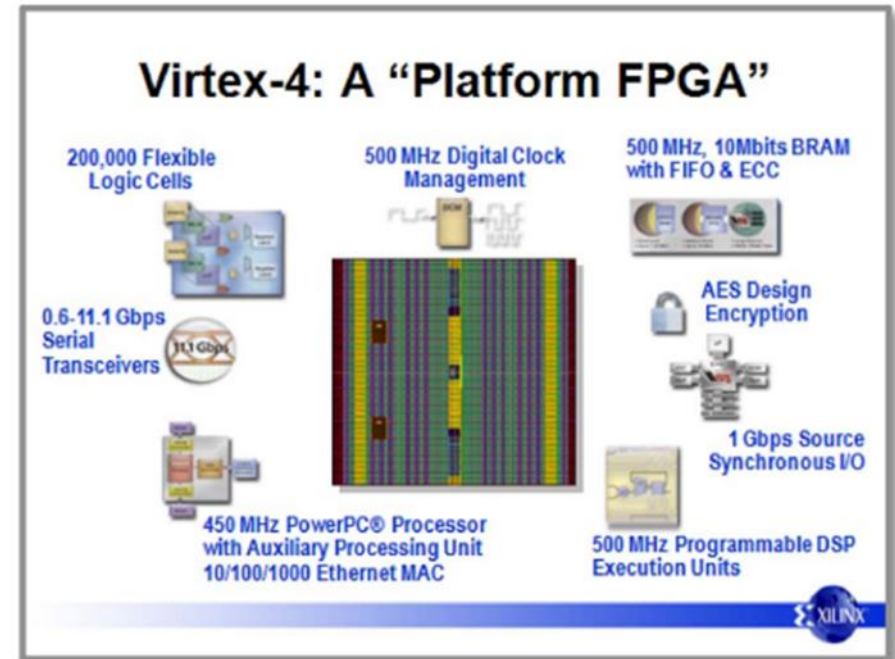 Virtex-4: A “Platform FPGA”
200,000 Flexible
Logic Cells
500 MHz Digital Clock
Management
DCM
500 MHz, 10Mbits BRAM
with FIFO & ECC
0.6-11.1 Gbps
Serial
Transceivers
11.1 Gbps
AES Design
Encryption
1 Gbps Source
Synchronous I/O
450 MHz PowerPC® Processor
with Auxiliary Processing Unit
10/100/1000 Ethernet MAC
500 MHz Programmable DSP
Execution Units
XILINX